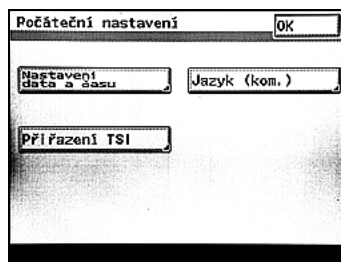 Počáteční nastavení
OK
Nastavení
data a času
Jazyk (kom.)
Přiřazení TSI